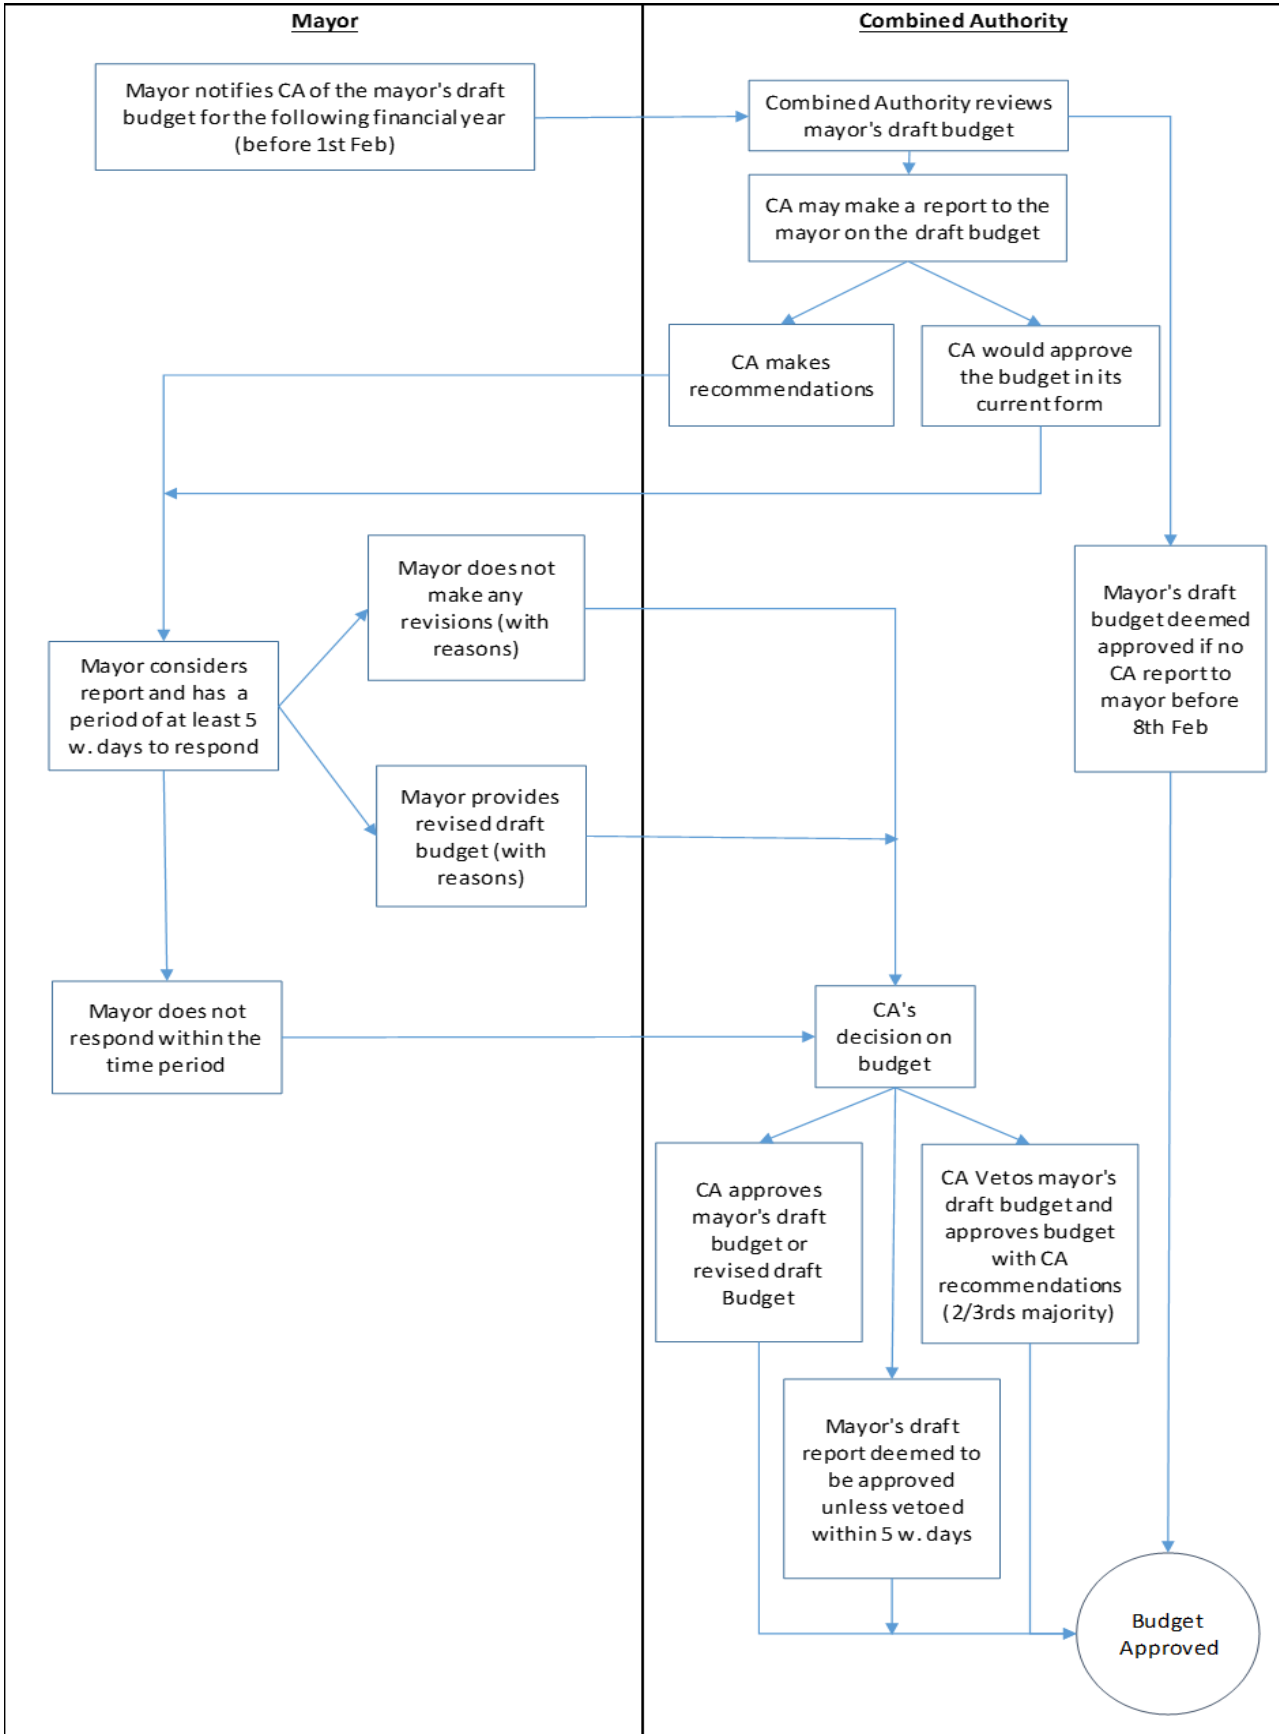 Mayor
Combined Authority
Mayor notifies CA of the mayor's draft
budget for the following financial year
(before 1st Feb)
Combined Authority reviews
mayor's draft budget
CA may make a report to the
mayor on the draft budget
CA makes
recommendations
CA would approve
the budget in its
current form
Mayor does not
make any
revisions (with
reasons)
Mayor's draft
budget deemed
approved if no
CA report to
mayor before
8th Feb
Mayor considers
report and has a
period of at least 5
w. days to respond
Mayor provides
revised draft
budget (with
reasons)
Mayor does not
respond within the
time period
CA's
decision on
budget
CA approves
mayor's draft
budget or
revised draft
Budget
CA Vetos mayor's
draft budget and
approves budget
with CA
recommendations
(2/3rds majority)
Mayor's draft
report deemed to
be approved
unless vetoed
within 5 w. days
Budget
Approved